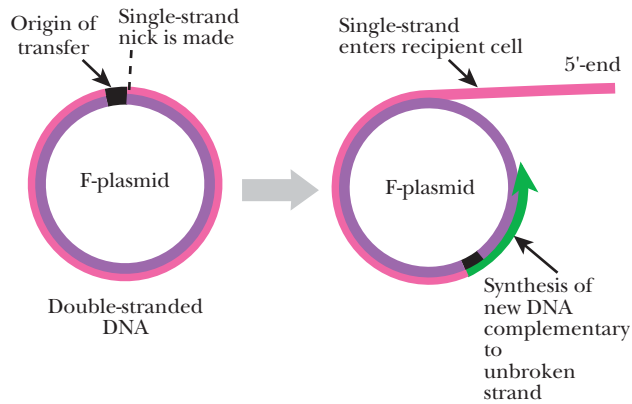 Origin of
transfer
Single-strand
nick is made
F-plasmid
Double-stranded
DNA
Single-strand
enters recipient cell
5'-end
F-plasmid
Synthesis of
new DNA
complementary
to
unbroken
strand